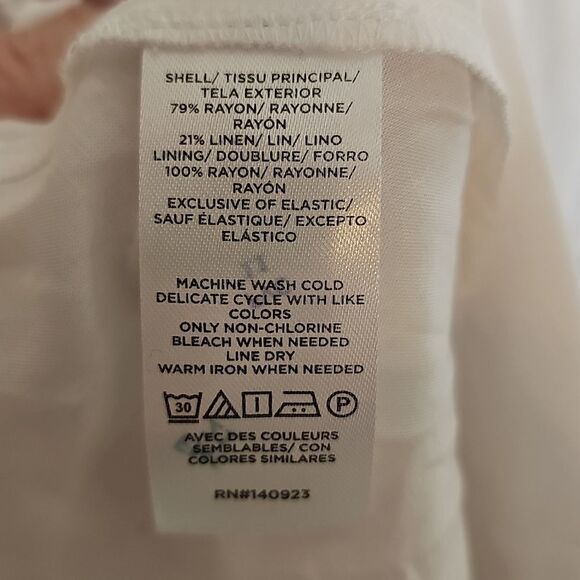 SHELL/ TISSU PRINCIPAL/
TELA EXTERIOR
79% RAYON/ RAYONNE/
RAYÓN
21% LINEN/ LIN/ LINO
LINING/ DOUBLURE/ FORRO
100% RAYON/ RAYONNE/
RAYÓN
EXCLUSIVE OF ELASTIC/
SAUF ÉLASTIQUE/ EXCEPTO
ELÁSTICO
MACHINE WASH COLD
DELICATE CYCLE WITH LIKE
COLORS
ONLY NON-CHLORINE
BLEACH WHEN NEEDED
LINE DRY
WARM IRON WHEN NEEDED
30 P
AVEC DES COULEURS
SEMBLABLES/ CON
COLORES SIMILARES
RN#140923